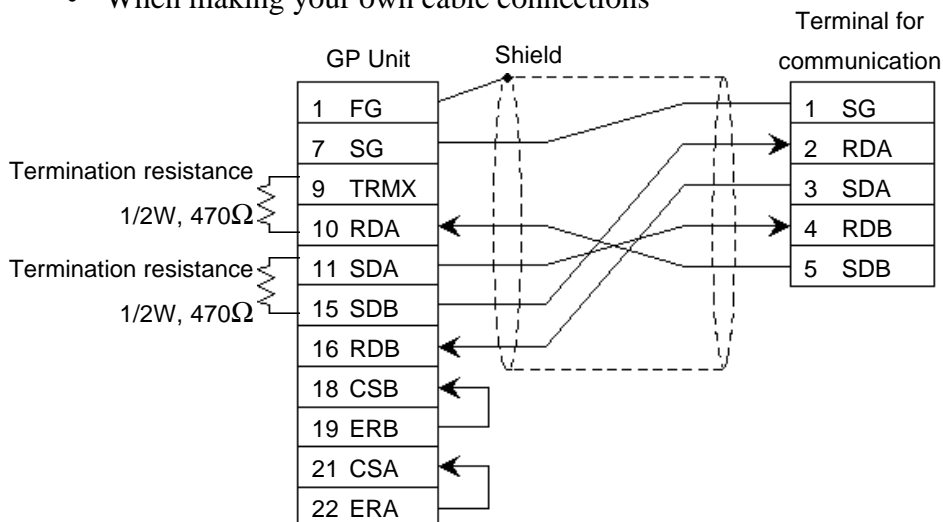 • When making your own cable connections
Terminal for
communication
GP Unit
Shield
1 FG
7 SG
9 TRMX
10 RDA
11 SDA
15 SDB
16 RDB
18 CSB
19 ERB
21 CSA
22 ERA
Termination resistance
1/2W, 470Ω
Termination resistance
1/2W, 470Ω
1 SG
2 RDA
3 SDA
4 RDB
5 SDB